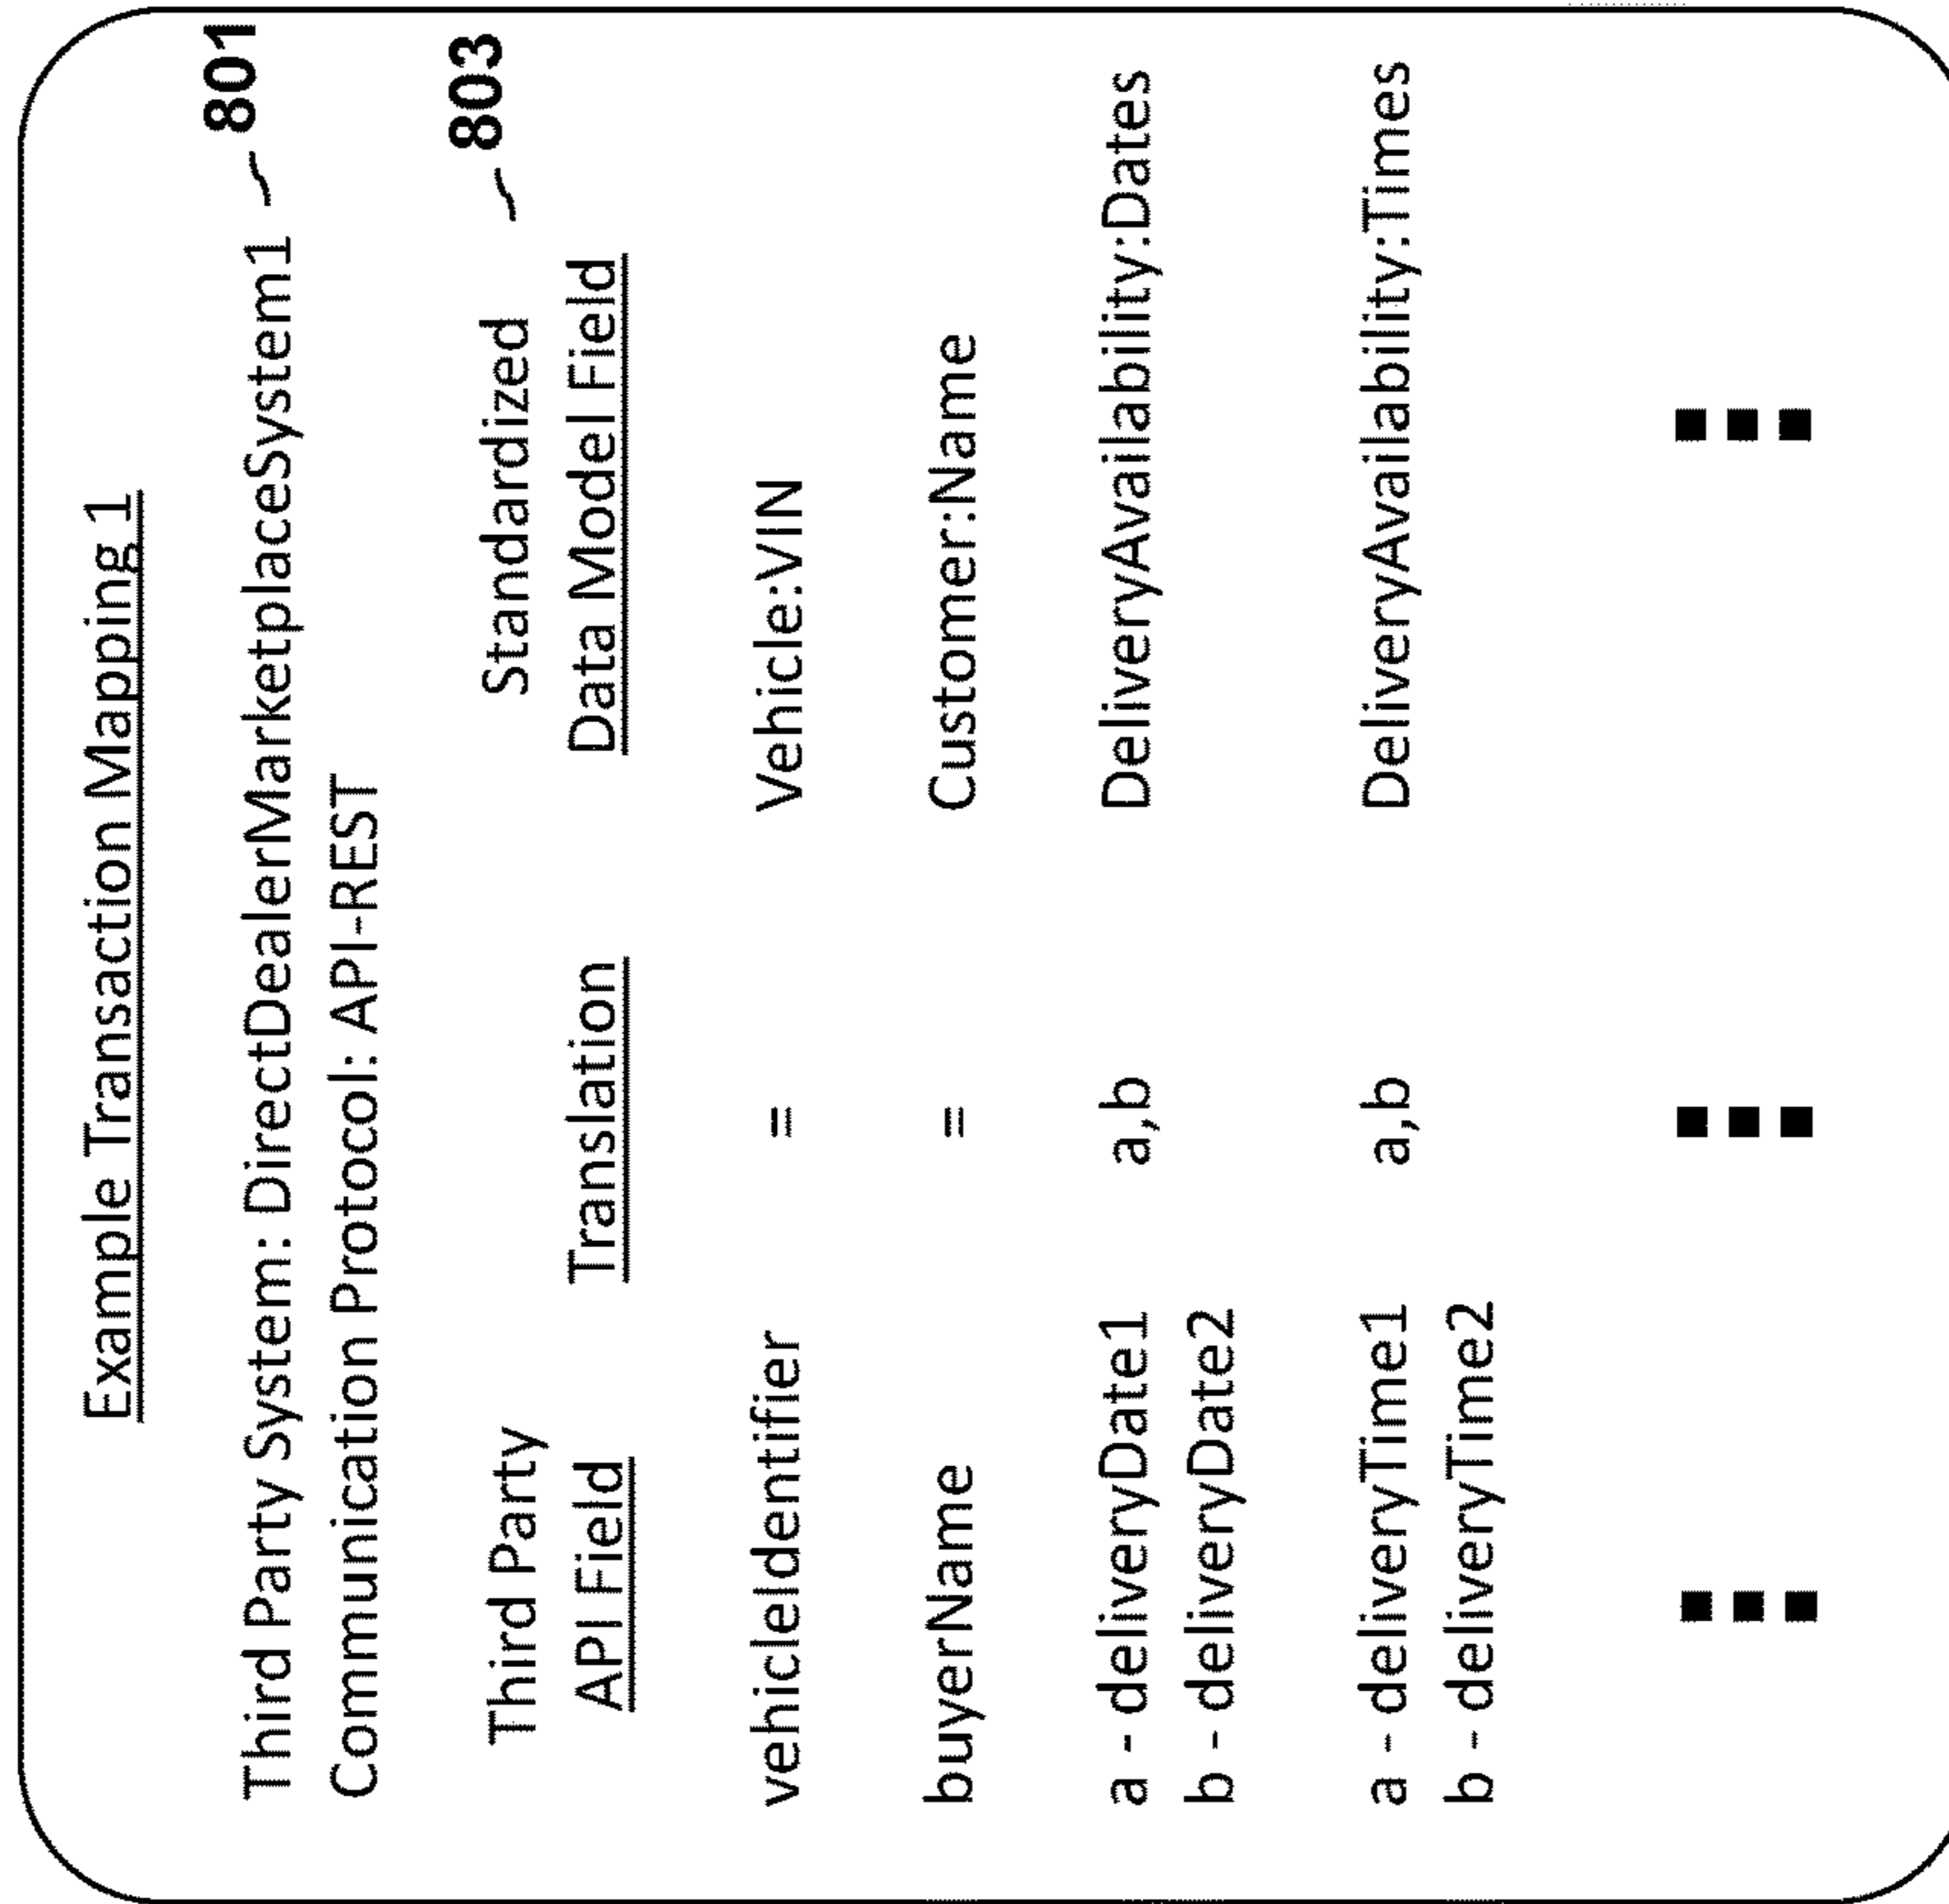 Example Transaction Mapping 1
Third Party System: DirectDealerMarketplaceSystem1 801
Communication Protocol: API-REST
803
Third Party Standardized
API Field Translation Data Model Field
vehicleIdentifier = Vehicle:VIN
buyerName = Customer:Name
a - deliveryDate1 a,b DeliveryAvailability:Dates
b - deliveryDate2
a - deliveryTime1 a,b DeliveryAvailability:Times
b - deliveryTime2